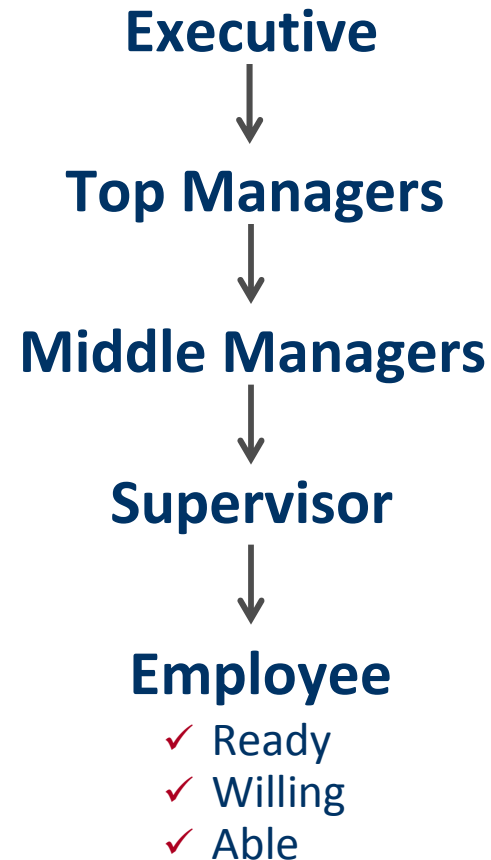 Executive
Top Managers
Middle Managers
Supervisor
Employee
✓ Ready
✓ Willing
✓ Able